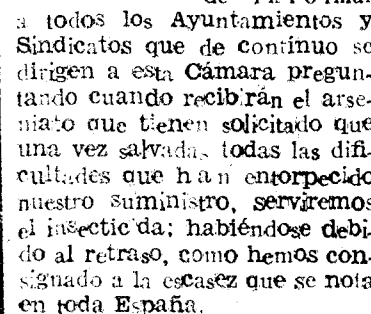 a todos los Ayuntamientos y
Sindicatos que de continuo se
dirigen a esta Cámara pregun-
tando cuando recibirán el arse-
niato que tienen solicitado que
una vez salvadas todas las difi-
cultades que han entorpecido
nuestro suministro, serviremos
el insecticida; habiéndose debi-
do al retraso, como hemos con-
signado a la escasez que se nota
en toda España.